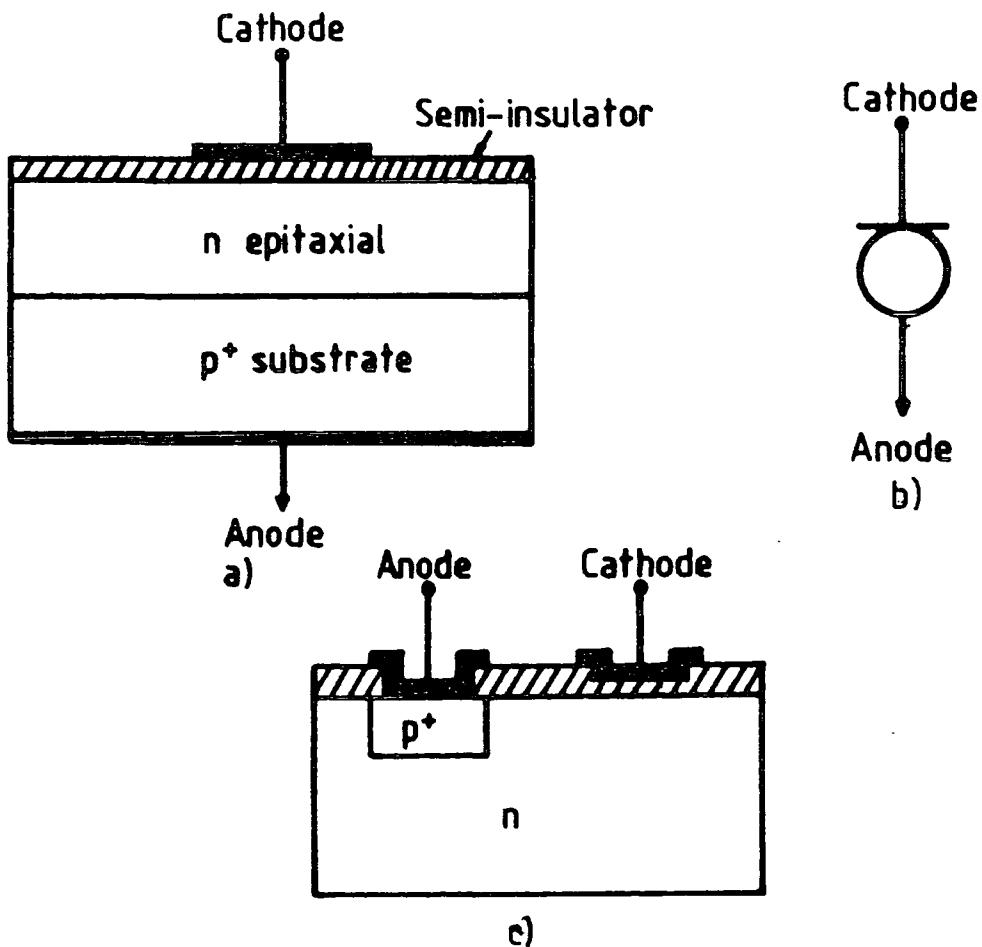 Cathode
Semi-insulator
n epitaxial
p+ substrate
Anode
a)
Cathode
Anode
b)
Anode
Cathode
p+
n
c)